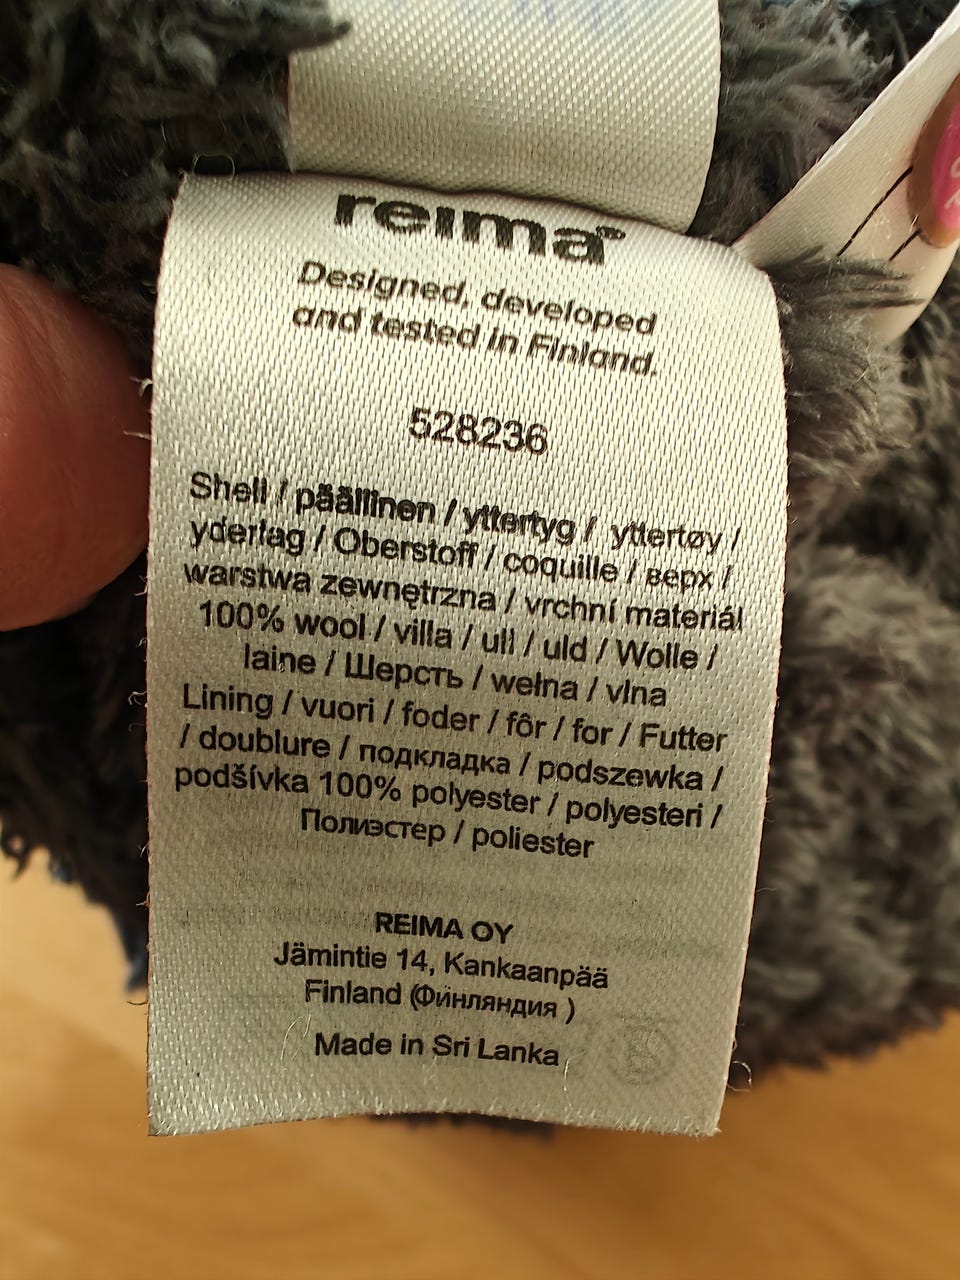 reima
Designed, developed
and tested in Finland.
528236
Shell / päällinen / yttertyg / yttertøy /
yderlag / Oberstoff / coquille / верх /
warstwa zewnętrzna / vrchní materiál
100% wool / villa / ull / uld / Wolle /
laine / Шерсть / wełna / vlna
Lining / vuori / foder / fôr / for / Futter
/ doublure / подкладка / podszewka /
podšívka 100% polyester / polyesteri /
Полиэстер / poliester
REIMA OY
Jämintie 14, Kankaanpää
Finland (Финляндия )
Made in Sri Lanka